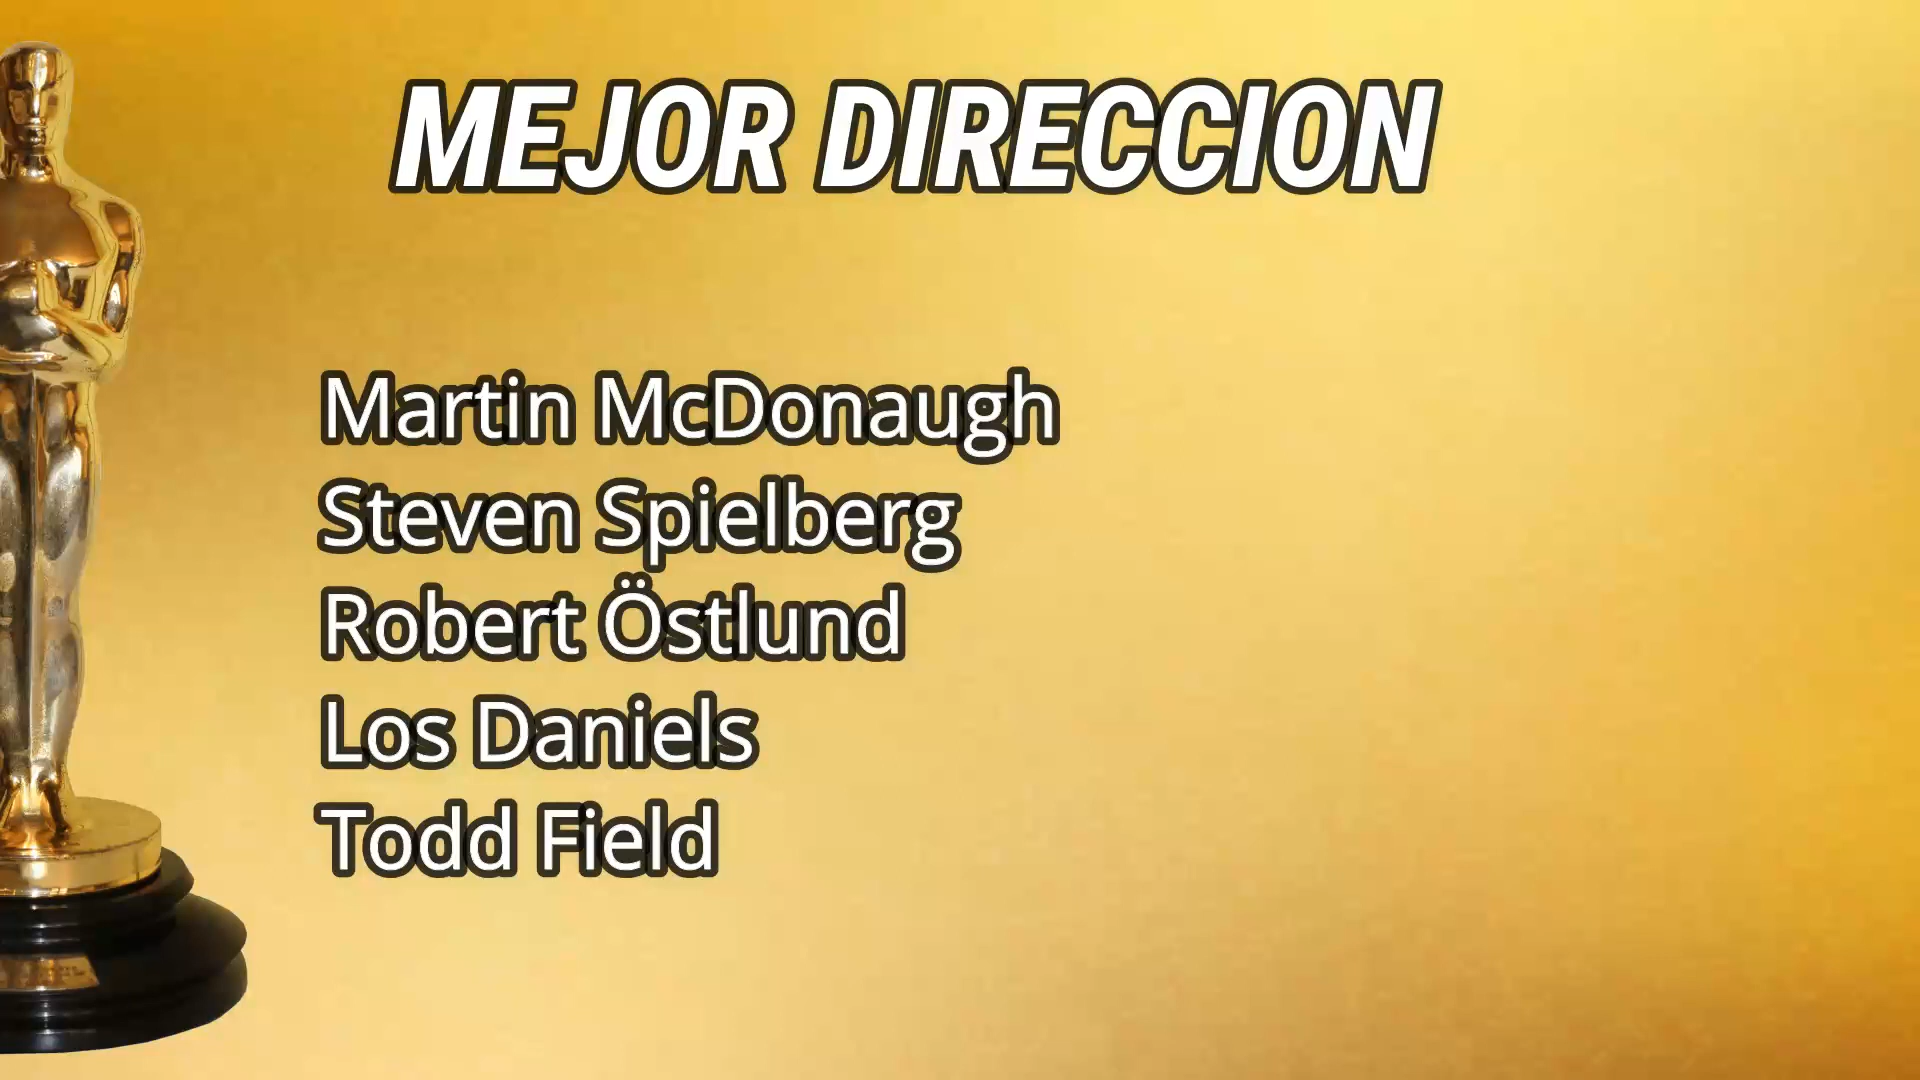 MEJOR DIRECCION
Martin McDonaugh
Steven Spielberg
Robert Östlund
Los Daniels
Todd Field